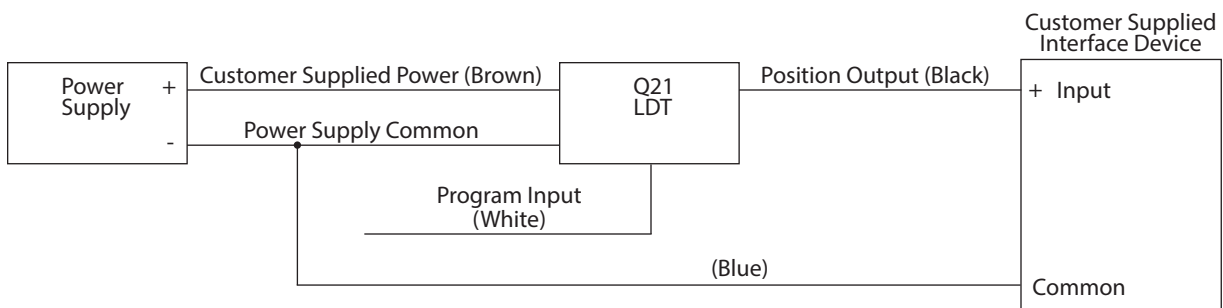 Customer Supplied
Interface Device
Power
Supply
+
-
Customer Supplied Power (Brown)
Power Supply Common
Q21
LDT
Position Output (Black)
+ Input
Program Input
(White)
(Blue)
Common